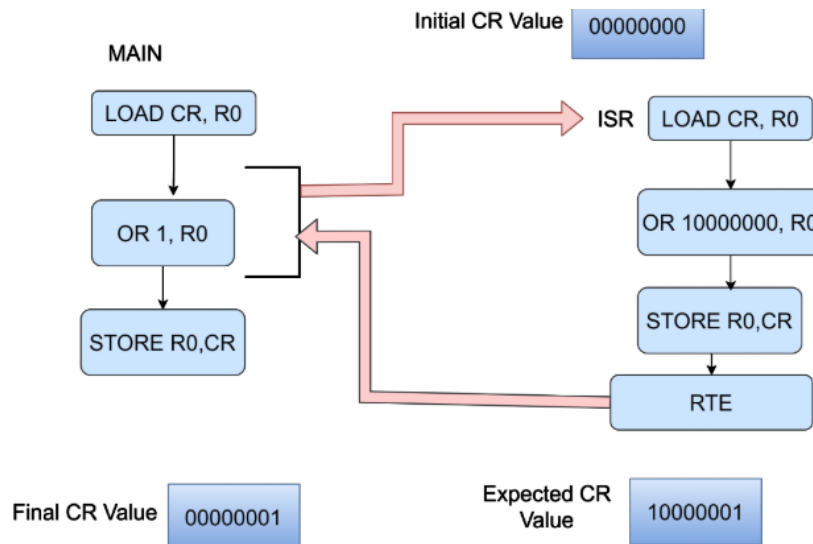 Initial CR Value
00000000
MAIN
LOAD CR, R0
ISR
LOAD CR, R0
OR 1, R0
OR 10000000, R0
STORE R0,CR
STORE R0,CR
RTE
Final CR Value
00000001
Expected CR
Value
10000001